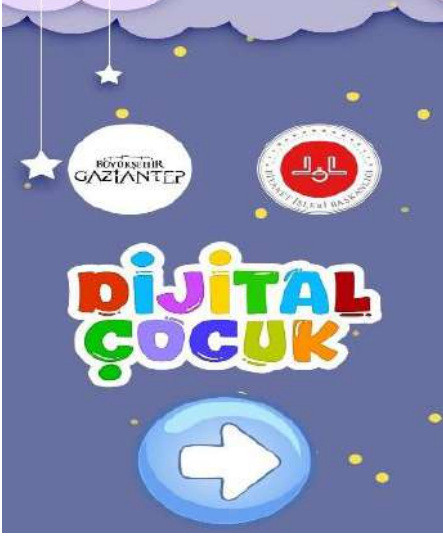 BÜYÜKŞEHİR
GAZİANTEP
DİYANET İŞLERİ BAŞKANLIĞI
DİJİTAL
ÇOCUK